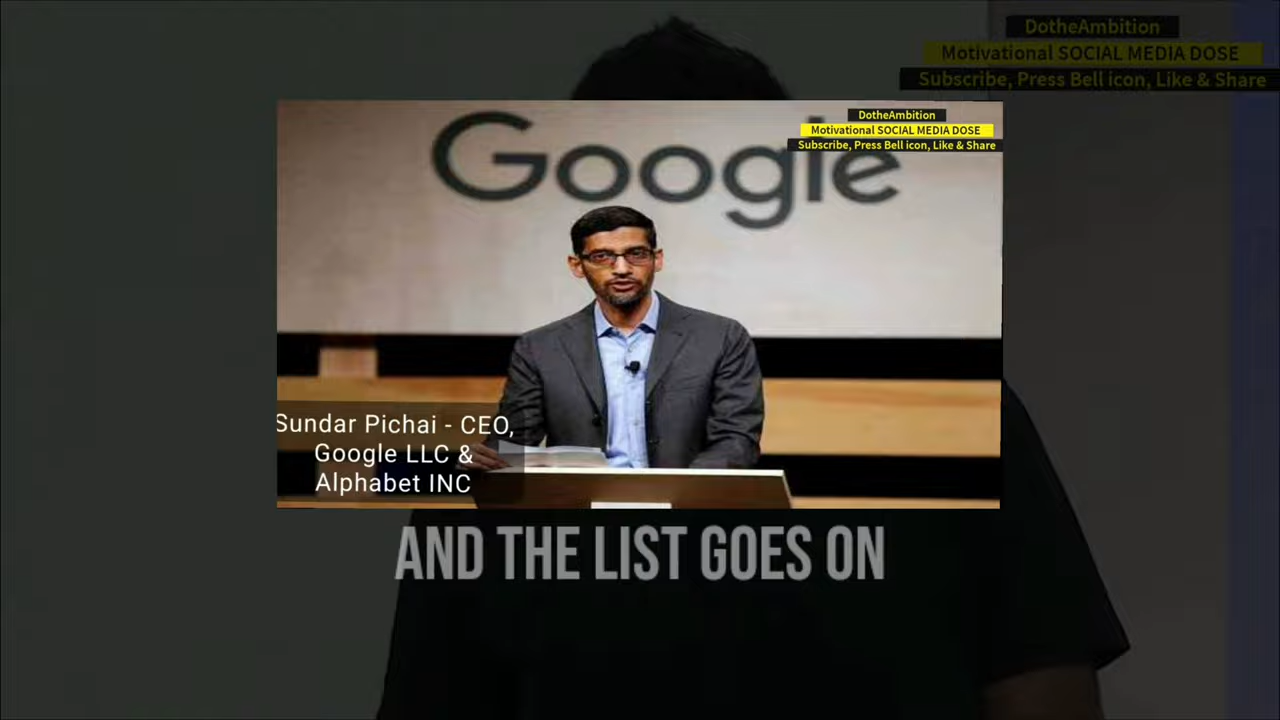 DotheAmbition
Motivational SOCIAL MEDIA DOSE
Subscribe, Press Bell icon, Like & Share
Google
DotheAmbition
Motivational SOCIAL MEDIA DOSE
Subscribe, Press Bell icon, Like & Share
Sundar Pichai - CEO,
Google LLC &
Alphabet INC
AND THE LIST GOES ON